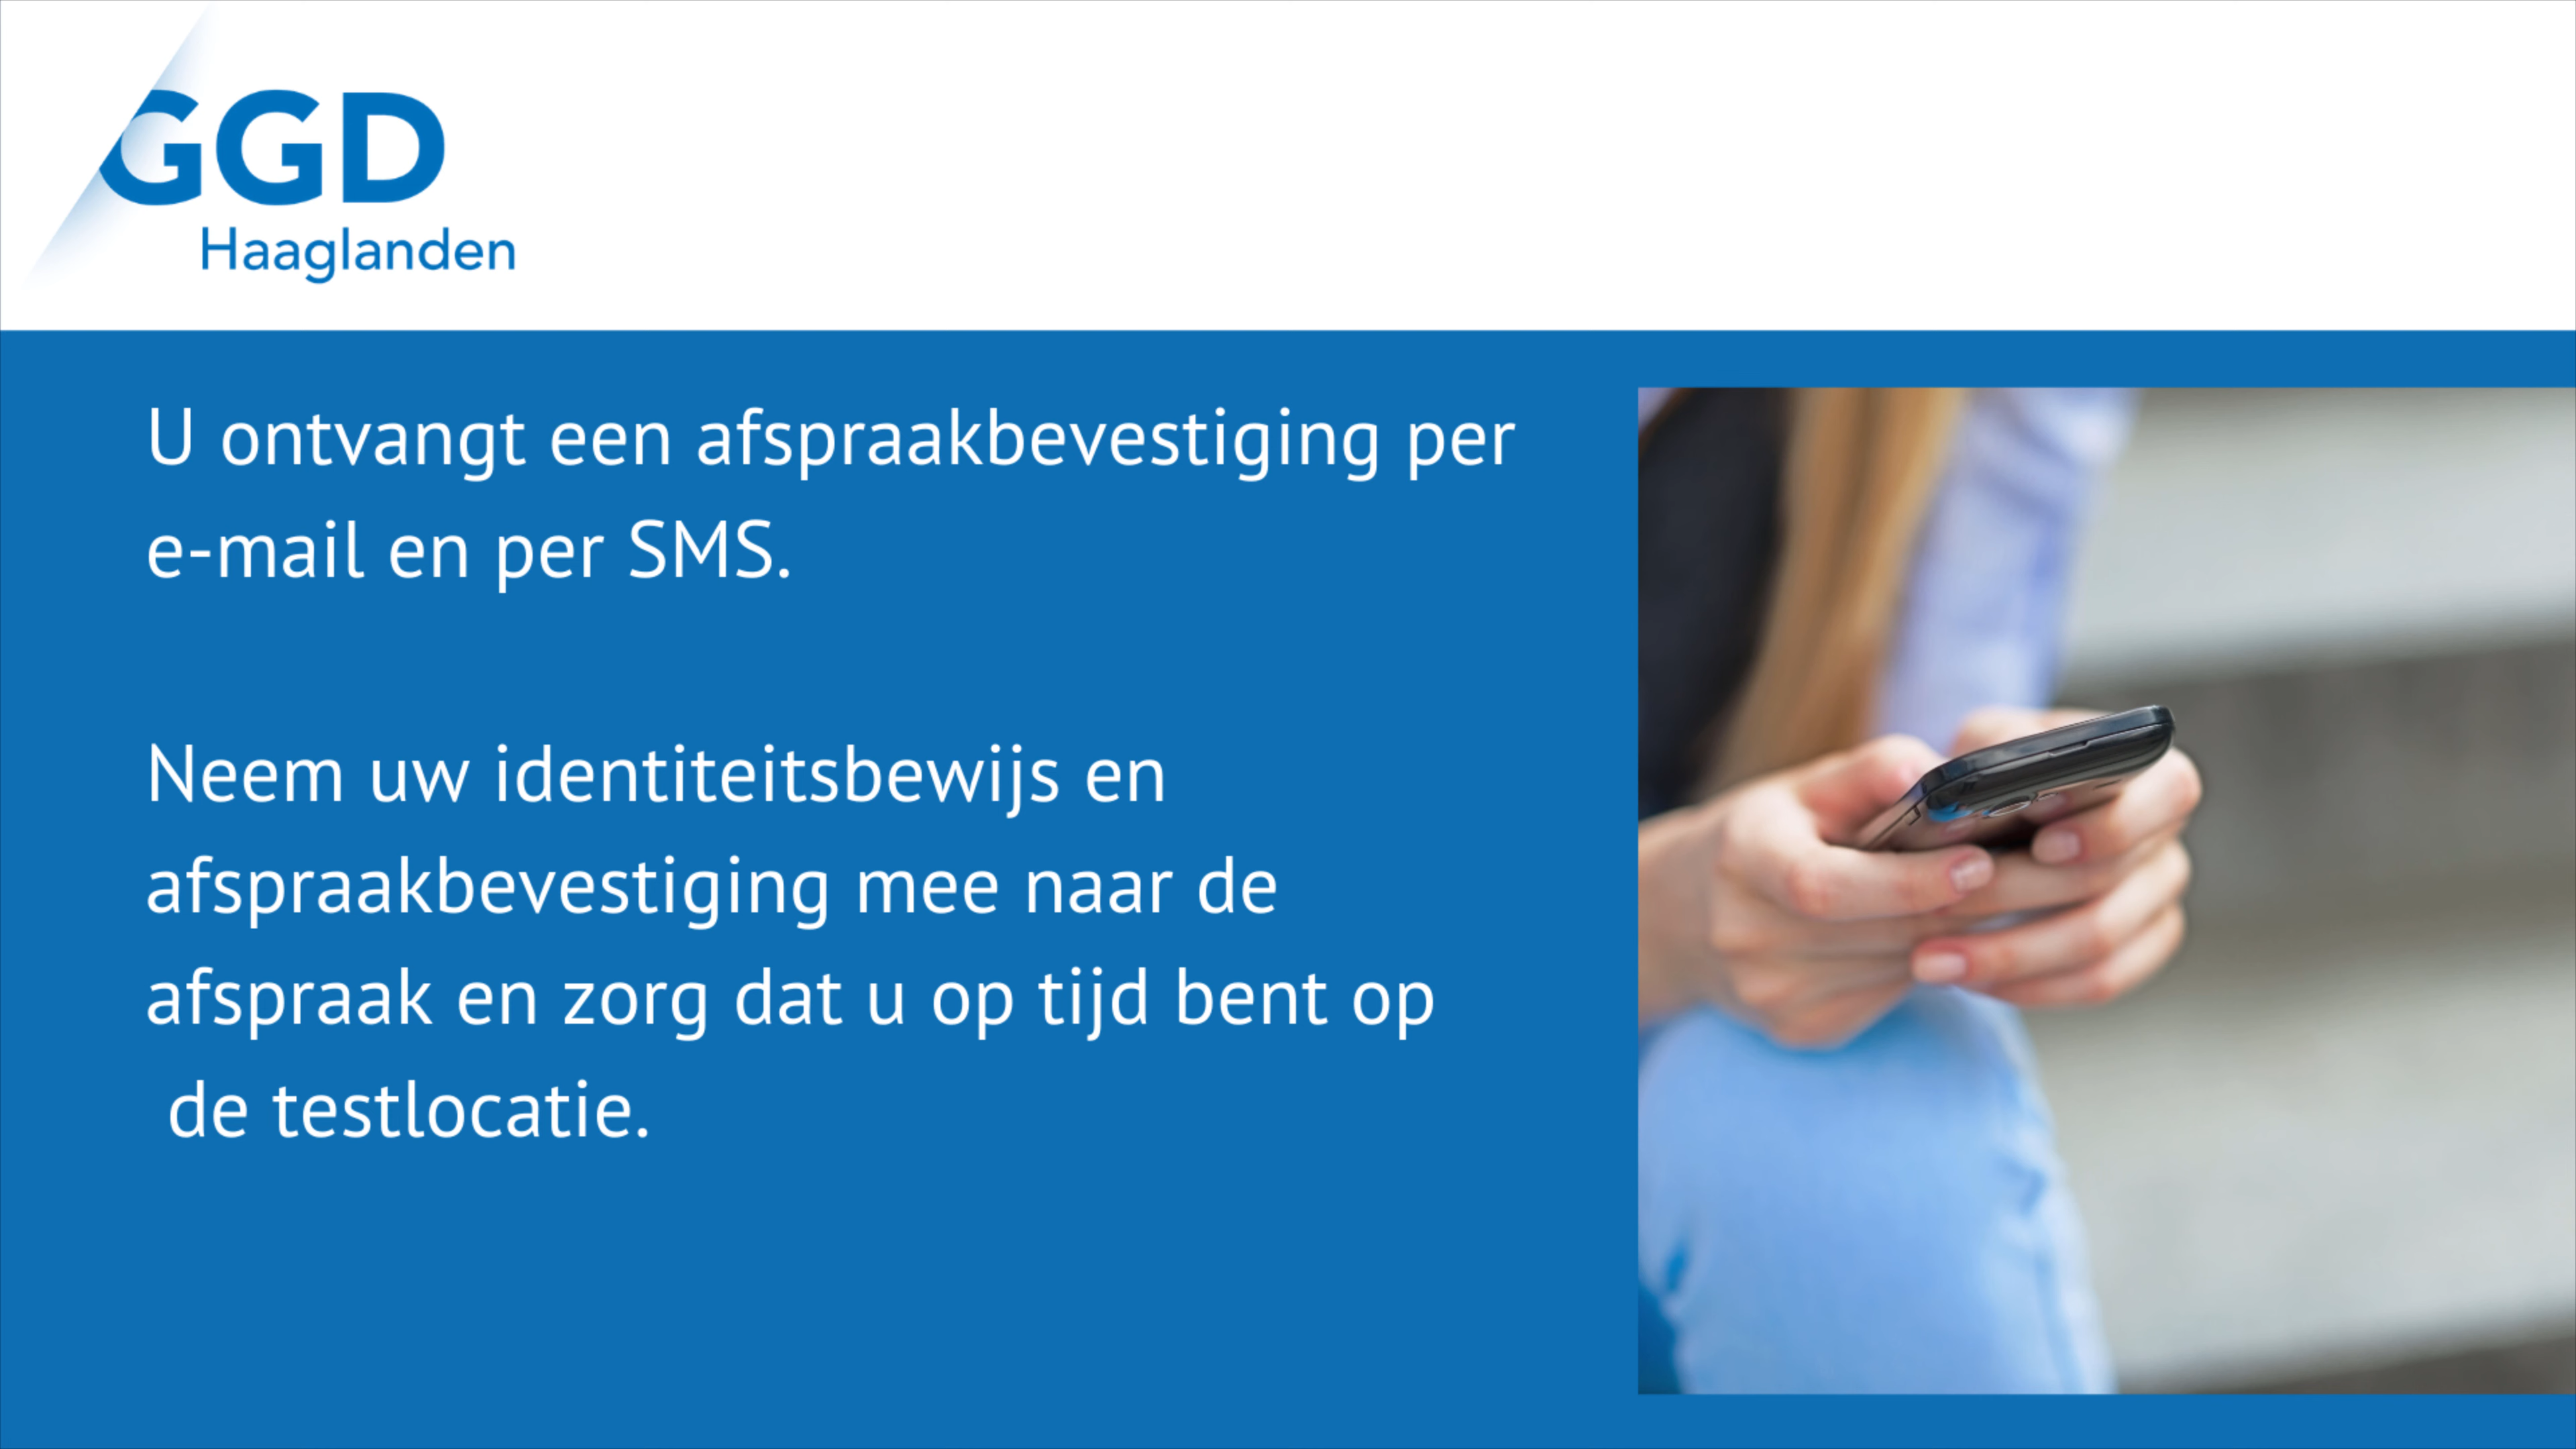 GGD
Haaglanden
U ontvangt een afspraakbevestiging per
e-mail en per SMS.
Neem uw identiteitsbewijs en
afspraakbevestiging mee naar de
afspraak en zorg dat u op tijd bent op
de testlocatie.